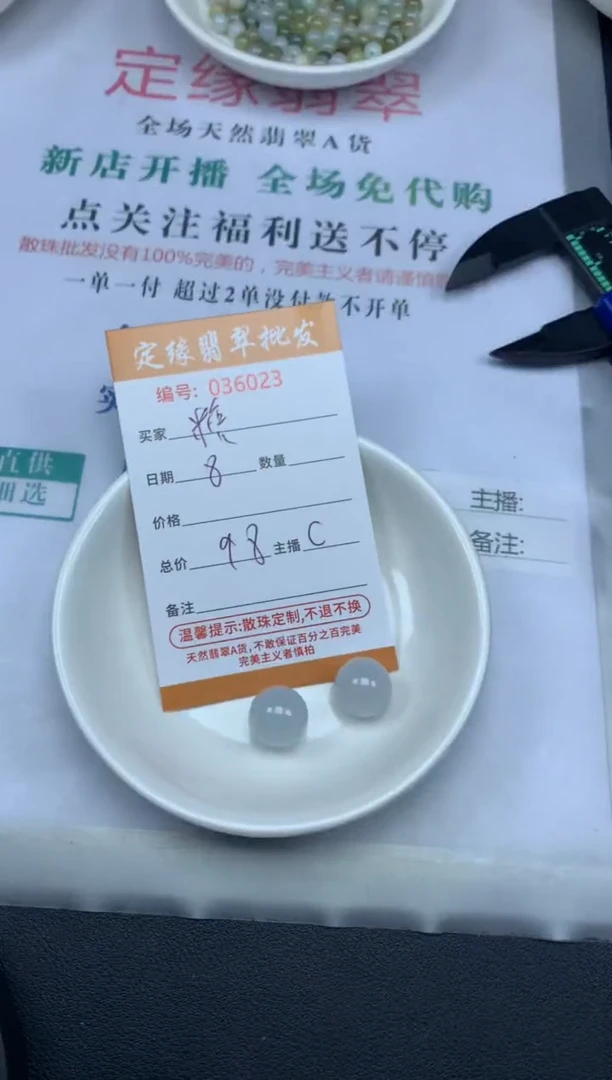 定缘翡翠
全场天然翡翠A货
新店开播 全场免代购
点关注福利送不停
散珠批发没有100%完美的，完美主义者请谨慎
一单一付 超过2单没付款不开单
定缘翡翠批发
编号: 036023
买家
日期 8 数量
价格
总价 98 主播 C
备注
温馨提示:散珠定制,不退不换
天然翡翠A货,不敢保证百分之百完美
完美主义者慎拍
直供
主播:
备注: